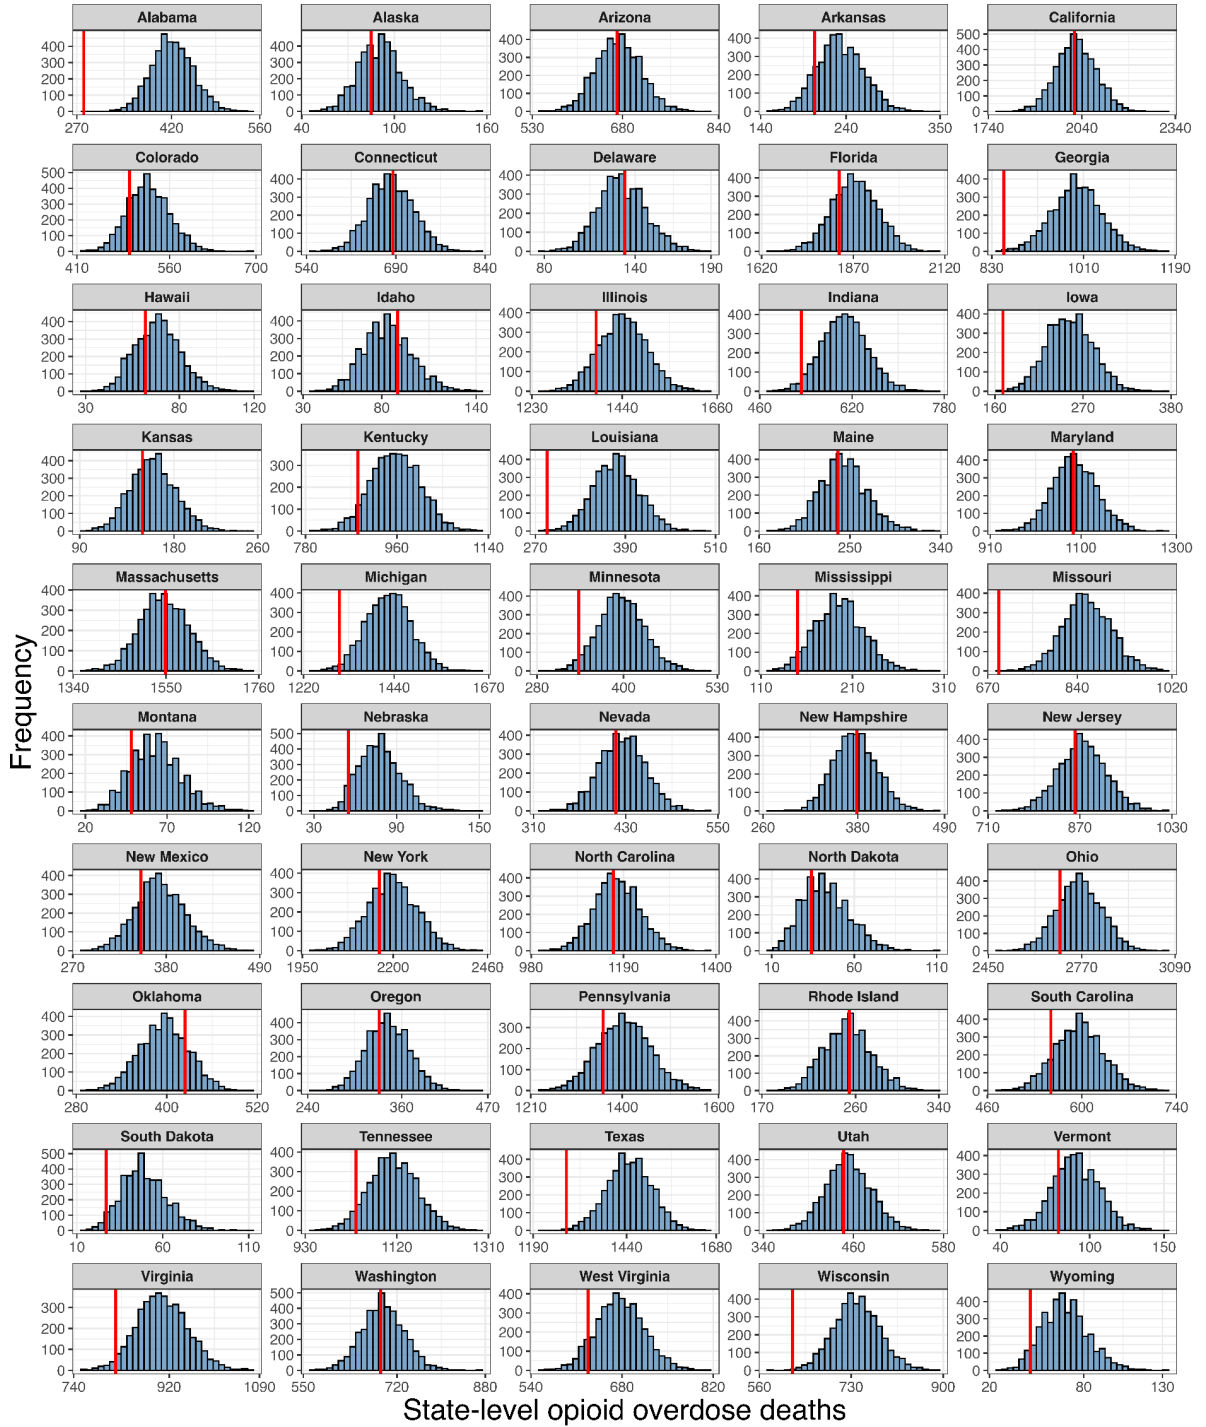 Alabama Alaska Arizona Arkansas California
400 300 200 100 0
270 420 560
400 300 200 100 0
40 100 160
400 300 200 100 0
530 680 840
400 300 200 100 0
140 240 350
500 400 300 200 100 0
1740 2040 2340
Colorado Connecticut Delaware Florida Georgia
500 400 300 200 100 0
410 560 700
400 300 200 100 0
540 690 840
400 300 200 100 0
80 140 190
400 300 200 100 0
1620 1870 2120
400 300 200 100 0
830 1010 1190
Hawaii Idaho Illinois Indiana Iowa
400 300 200 100 0
30 80 120
400 300 200 100 0
30 80 140
400 300 200 100 0
1230 1440 1660
400 300 200 100 0
460 620 780
400 300 200 100 0
160 270 380
Kansas Kentucky Louisiana Maine Maryland
400 300 200 100 0
90 180 260
300 200 100 0
780 960 1140
400 300 200 100 0
270 390 510
400 300 200 100 0
160 250 340
400 300 200 100 0
910 1100 1300
Massachusetts Michigan Minnesota Mississippi Missouri
400 300 200 100 0
1340 1550 1760
400 300 200 100 0
1220 1440 1670
400 300 200 100 0
280 400 530
400 300 200 100 0
110 210 310
400 300 200 100 0
670 840 1020
Montana Nebraska Nevada New Hampshire New Jersey
400 300 200 100 0
20 70 120
500 400 300 200 100 0
30 90 150
400 300 200 100 0
310 430 550
400 300 200 100 0
260 380 490
400 300 200 100 0
710 870 1030
New Mexico New York North Carolina North Dakota Ohio
400 300 200 100 0
270 380 490
400 300 200 100 0
1950 2200 2460
400 300 200 100 0
980 1190 1400
400 300 200 100 0
10 60 110
400 300 200 100 0
2450 2770 3090
Oklahoma Oregon Pennsylvania Rhode Island South Carolina
400 300 200 100 0
280 400 520
400 300 200 100 0
240 360 470
300 200 100 0
1210 1400 1600
400 300 200 100 0
170 260 340
400 300 200 100 0
460 600 740
South Dakota Tennessee Texas Utah Vermont
500 400 300 200 100 0
10 60 110
400 300 200 100 0
930 1120 1310
400 300 200 100 0
1190 1440 1680
400 300 200 100 0
340 460 580
400 300 200 100 0
40 100 150
Virginia Washington West Virginia Wisconsin Wyoming
300 200 100 0
740 920 1090
500 400 300 200 100 0
550 720 880
400 300 200 100 0
540 680 820
400 300 200 100 0
560 730 900
400 300 200 100 0
20 80 130
Frequency
State-level opioid overdose deaths